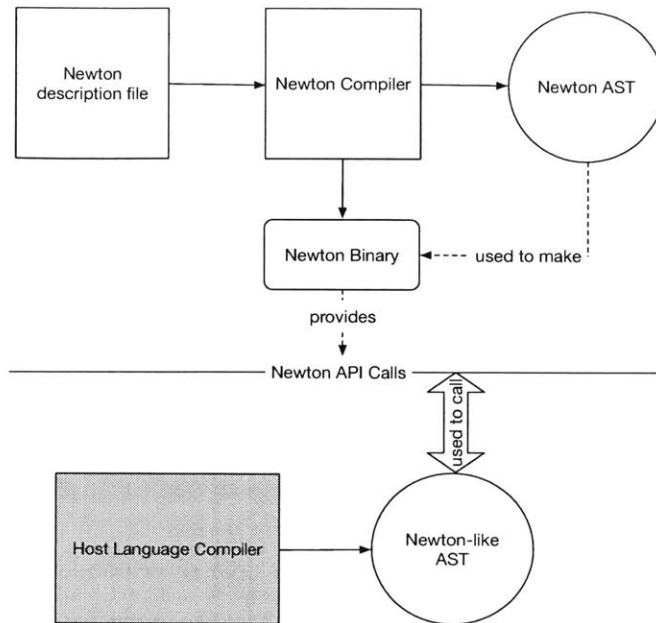 Newton
description file
Newton Compiler
Newton AST
Newton Binary
used to make
provides
Newton API Calls
used to call
Host Language Compiler
Newton-like
AST